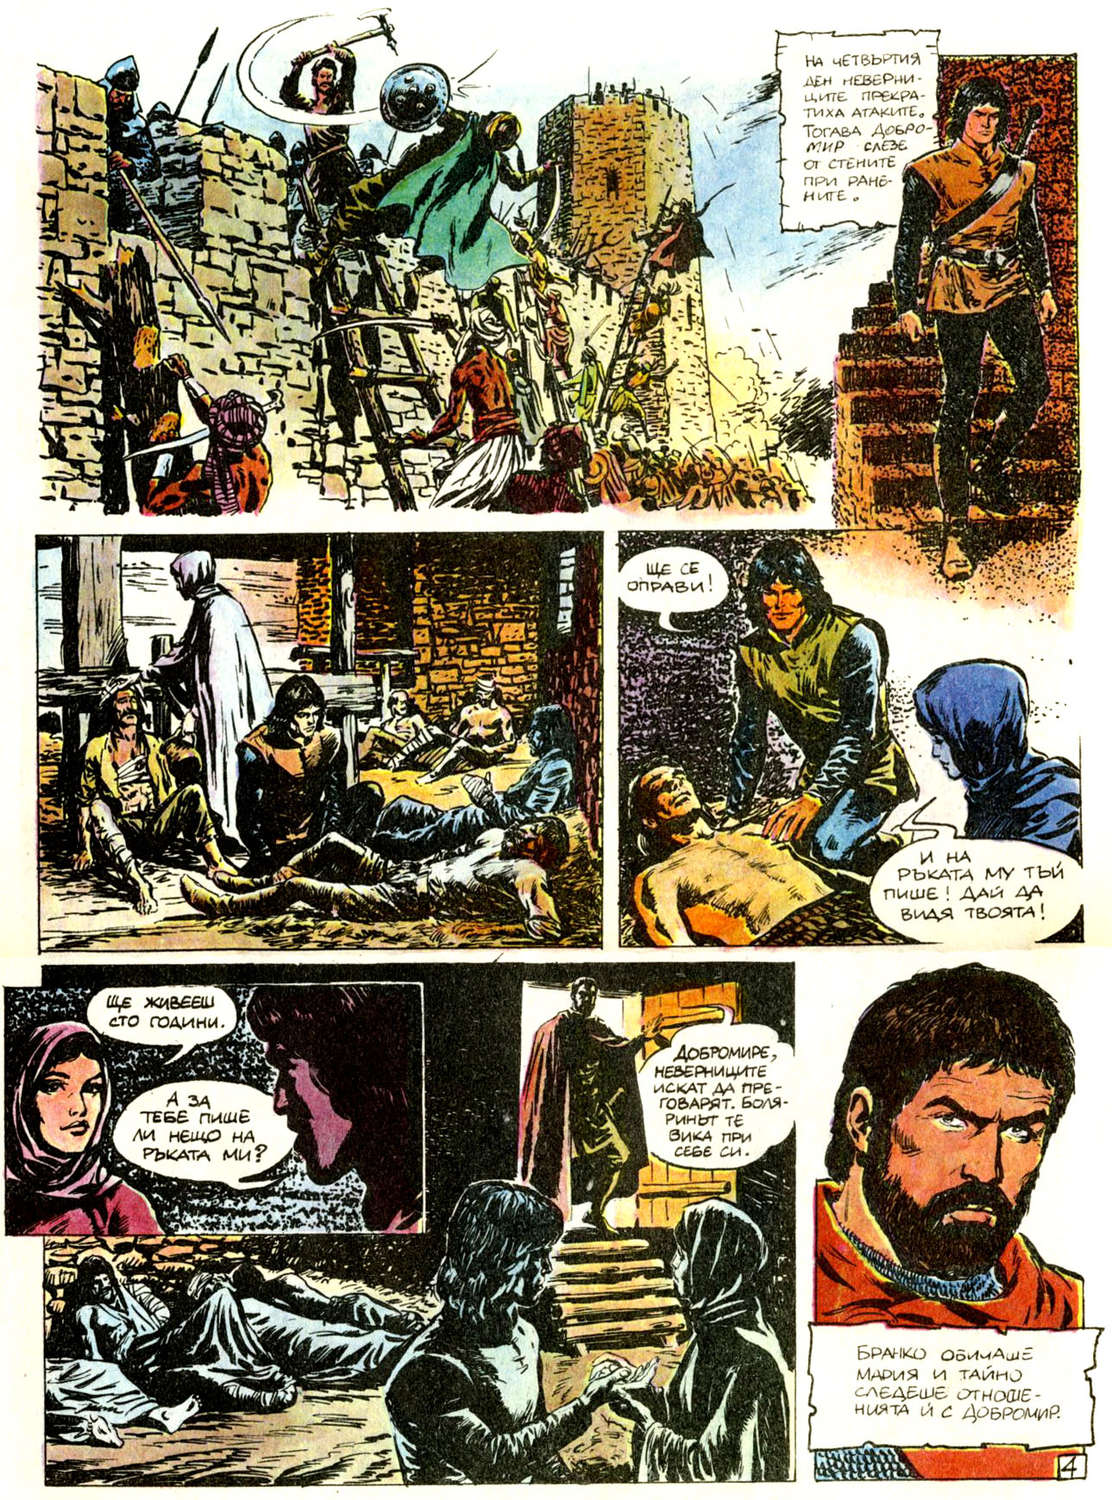 НА ЧЕТВЪРТИЯ
ДЕН НЕВЕРНИ-
ЦИТЕ ПРЕКРА-
ТИХА АТАКИТЕ.
ТОГАВА ДОБРО-
МИР СЛЕЗЕ
ОТ СТЕНИТЕ
ПРИ РАНЕ-
НИТЕ.
ЩЕ СЕ
ОПРАВИ!
И НА
РЪКАТА МУ ТЪЙ
ПИШЕ! ДАЙ ДА
ВИДЯ ТВОЯТА!
ЩЕ ЖИВЕЕШ
СТО ГОДИНИ.
А ЗА
ТЕБЕ ПИШЕ
ЛИ НЕЩО НА
РЪКАТА МИ?
ДОБРОМИРЕ,
НЕВЕРНИЦИТЕ
ИСКАТ ДА ПРЕ-
ГОВАРЯТ. БОЛЯ-
РИНЪТ ТЕ
ВИКА ПРИ
СЕБЕ СИ.
БРАНКО ОБИЧАШЕ
МАРИЯ И ТАЙНО
СЛЕДЕШЕ ОТНОШЕ-
НИЯТА Й С ДОБРОМИР.
4